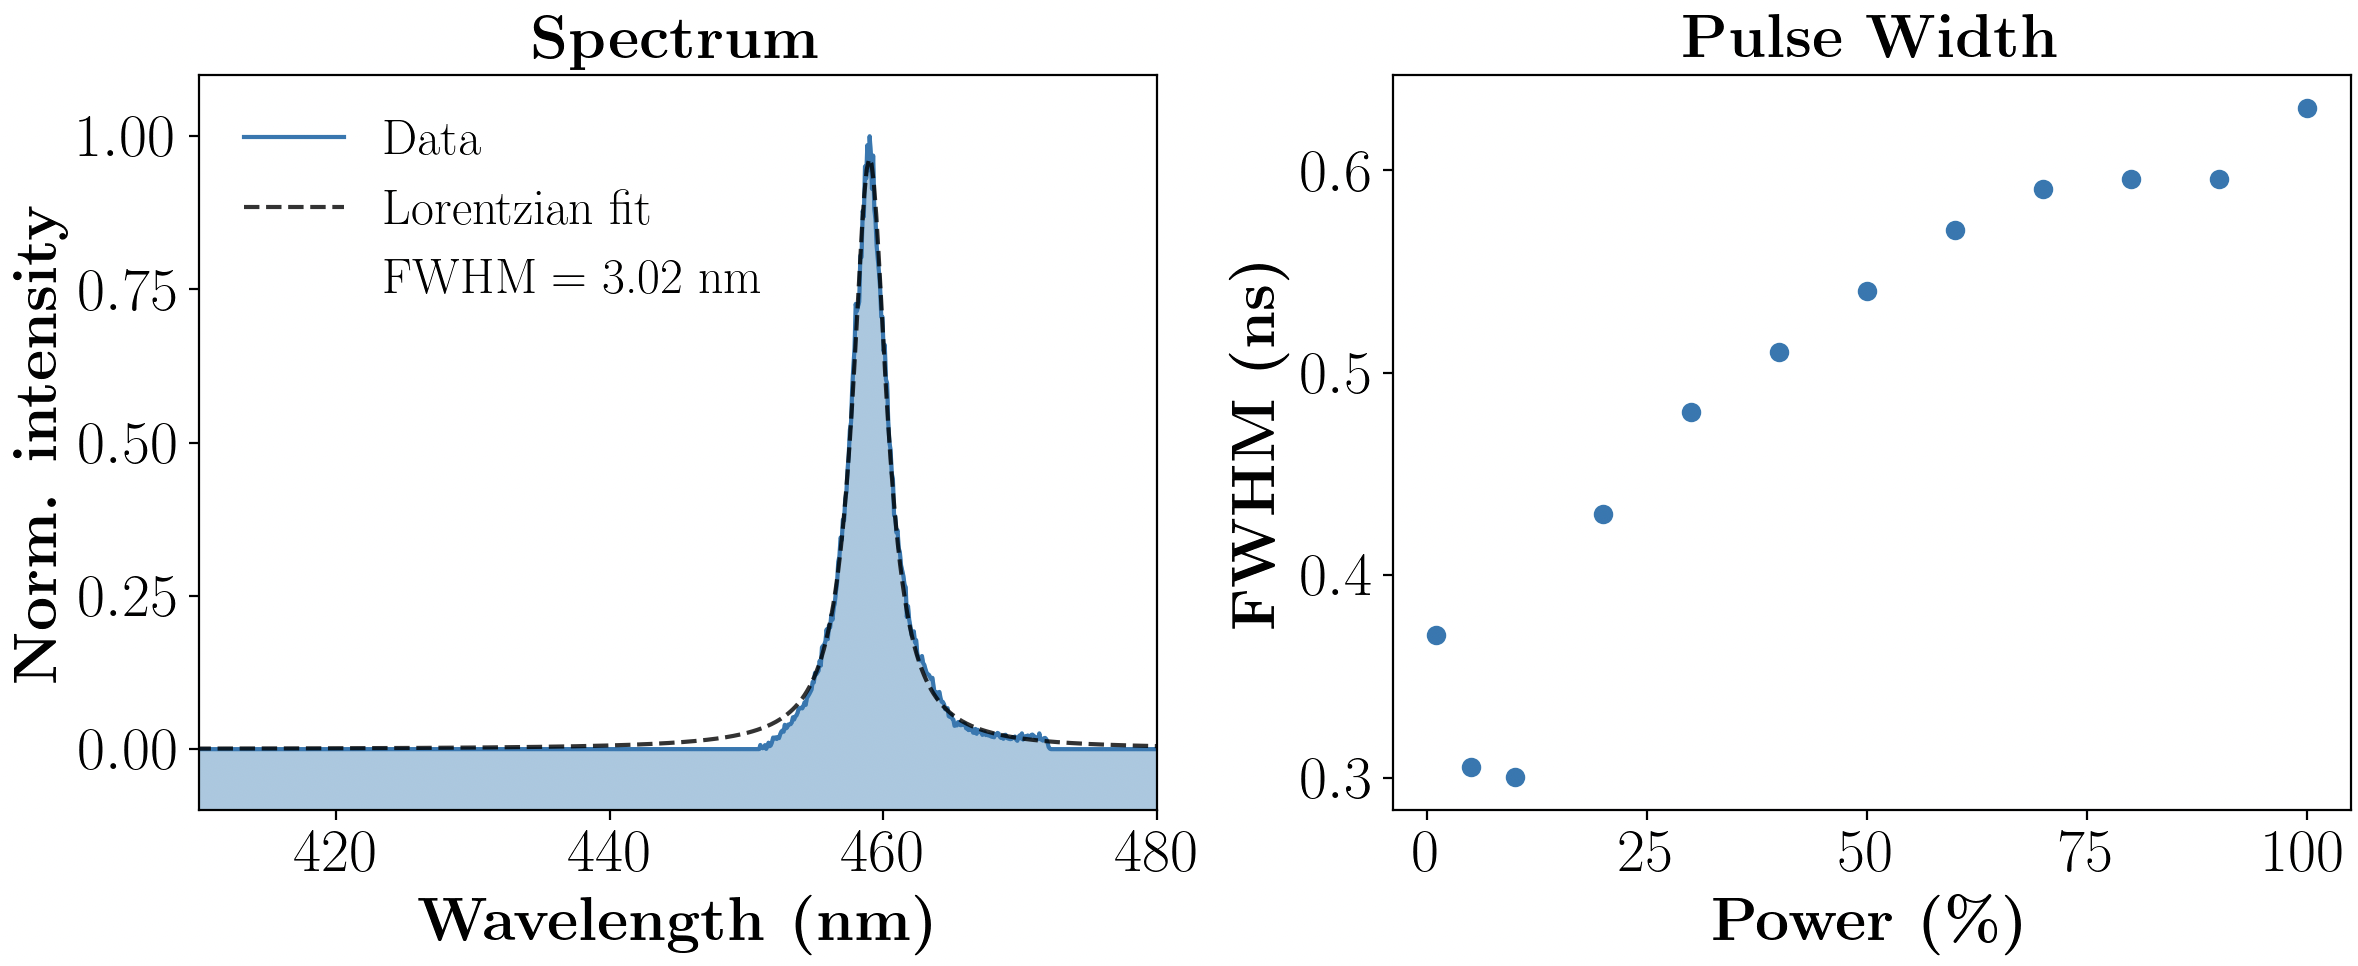 Spectrum
Norm. intensity
1.00
0.75
0.50
0.25
0.00
Data
Lorentzian fit
FWHM = 3.02 nm
420 440 460 480
Wavelength (nm)
Pulse Width
FWHM (ns)
0.6
0.5
0.4
0.3
0 25 50 75 100
Power (%)